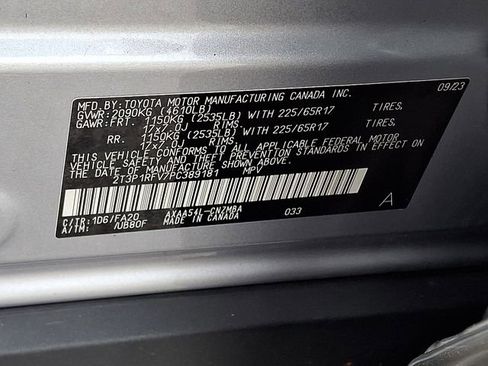 MFD.BY: TOYOTA MOTOR MANUFACTURING CANADA INC. 09/23
GVWR: 2090KG (4610LB)
GAWR: FRT. 1150KG (2535LB) WITH 225/65R17 TIRES,
17x7.0J RIMS
RR. 1150KG (2535LB) WITH 225/65R17 TIRES,
17x7.0J RIMS
THIS VEHICLE CONFORMS TO ALL APPLICABLE FEDERAL MOTOR
VEHICLE SAFETY AND EMISSIONS STANDARDS IN EFFECT ON
THE DATE OF MANUFACTURE SHOWN ABOVE.
2T3P1RFV7PC389181 MPV
C/TR: 1D6/FA20 AXAA54L-CNZMBA 033 A
A/TM: /UB80F MADE IN CANADA